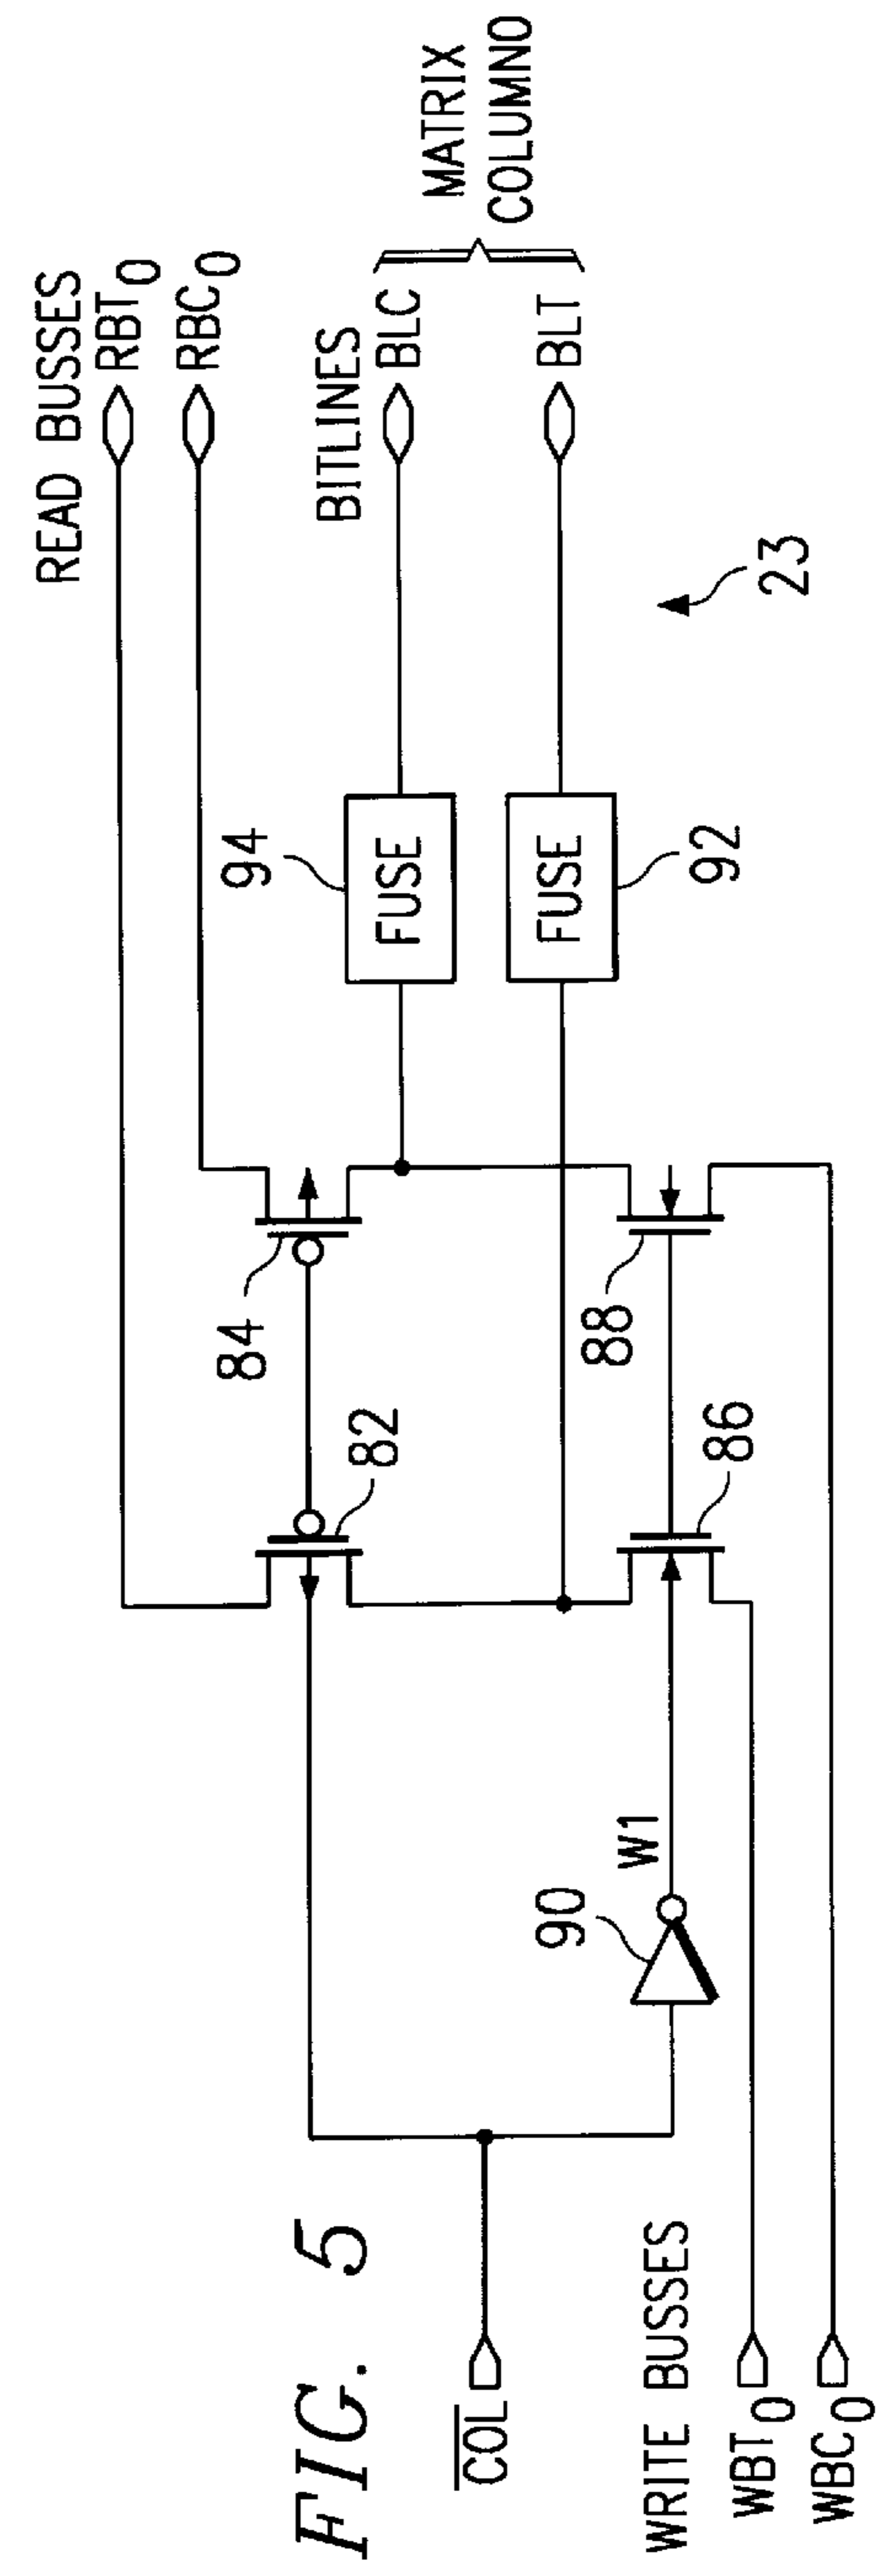 READ BUSSES
RBT0
RBC0
BITLINES
BLC
BLT
MATRIX
COLUMN0
94
FUSE
FUSE
92
23
84
82
88
86
90
W1
COL
WRITE BUSSES
WBT0
WBC0
FIG. 5